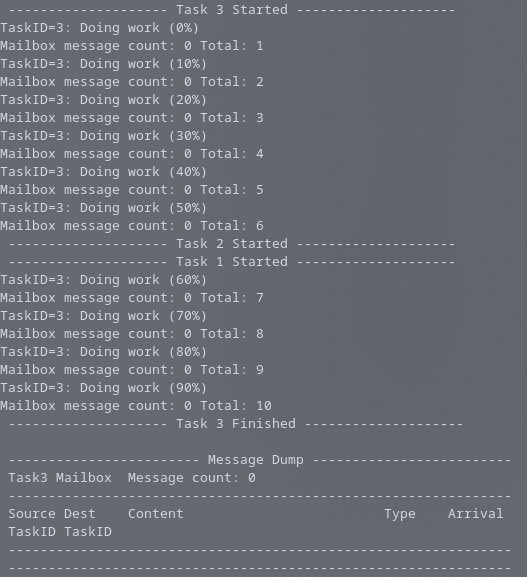 -------------------- Task 3 Started --------------------
TaskID=3: Doing work (0%)
Mailbox message count: 0 Total: 1
TaskID=3: Doing work (10%)
Mailbox message count: 0 Total: 2
TaskID=3: Doing work (20%)
Mailbox message count: 0 Total: 3
TaskID=3: Doing work (30%)
Mailbox message count: 0 Total: 4
TaskID=3: Doing work (40%)
Mailbox message count: 0 Total: 5
TaskID=3: Doing work (50%)
Mailbox message count: 0 Total: 6
-------------------- Task 2 Started --------------------
-------------------- Task 1 Started --------------------
TaskID=3: Doing work (60%)
Mailbox message count: 0 Total: 7
TaskID=3: Doing work (70%)
Mailbox message count: 0 Total: 8
TaskID=3: Doing work (80%)
Mailbox message count: 0 Total: 9
TaskID=3: Doing work (90%)
Mailbox message count: 0 Total: 10
-------------------- Task 3 Finished --------------------
------------------------ Message Dump -------------------------
Task3 Mailbox  Message count: 0
---------------------------------------------------------------
Source Dest    Content                         Type    Arrival
TaskID TaskID
---------------------------------------------------------------
---------------------------------------------------------------